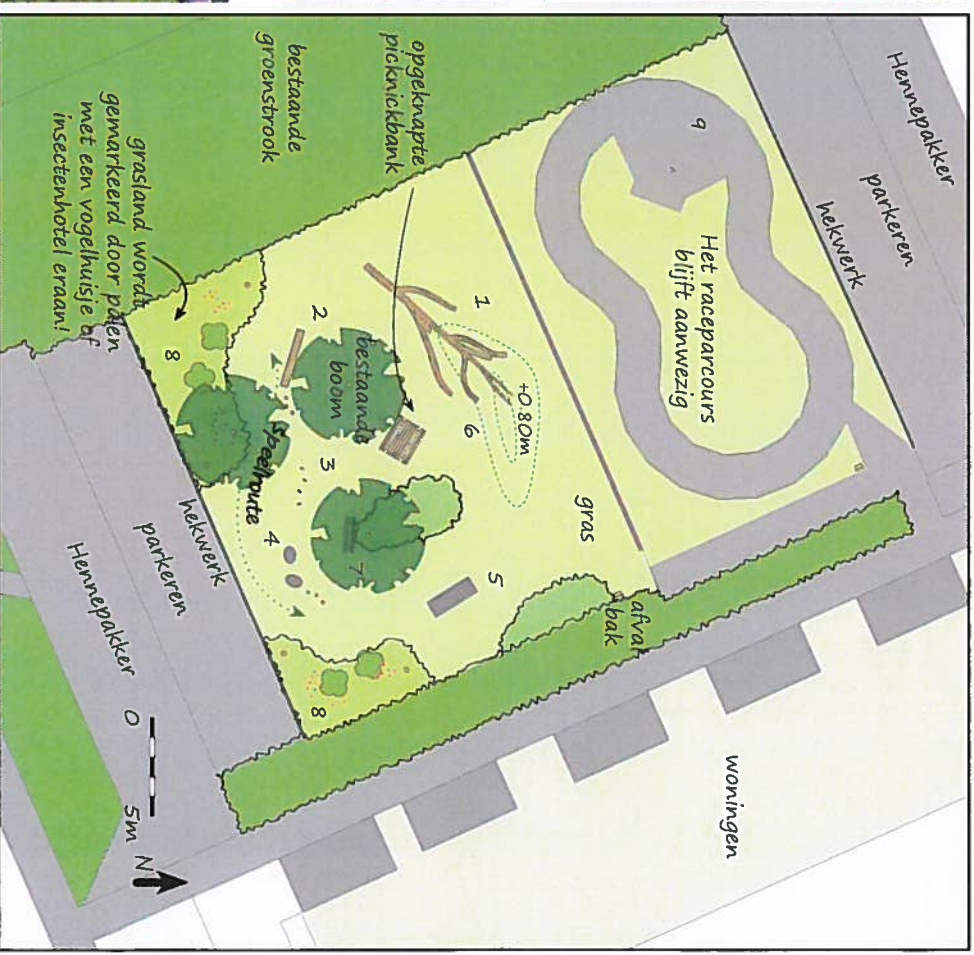 Hennepakker
parkeren
hekwerk
9
Het raceparcours
blijft aanwezig
opgeknapte
picknickbank
bestaande
groenstrook
grasland wordt
gemarkeerd door palen
met een vogelhuisje of
insectenhotel eraan!
1
2
bestaande
boom
+0.80m
6
3
gras
8
speelroute
4
7
5
afval
bak
8
hekwerk
parkeren
Hennepakker
woningen
0
5m
N